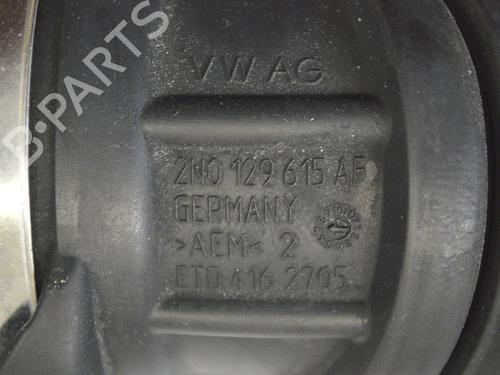 VW AG
2N0 129 615 AF
GERMANY
>AEM< 2
ETD 416 2705
B-PARTS